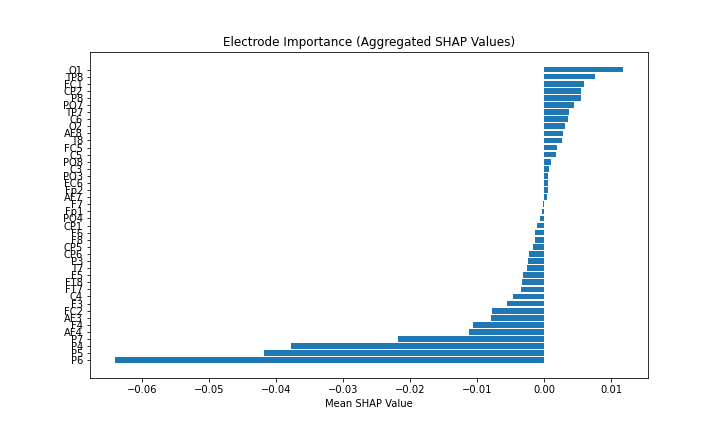 Electrode Importance (Aggregated SHAP Values)
O1
TP8
FC1
CP2
P8
PO7
TP7
C6
O2
AF8
T8
FC5
C5
PO8
C3
PO3
FC6
Fp2
AF7
F7
Fp1
PO4
CP1
F6
F8
CP5
CP6
P3
T7
F5
FT8
FT7
C4
F3
FC2
AF3
F4
AF4
P7
P4
P5
P6
−0.06 −0.05 −0.04 −0.03 −0.02 −0.01 0.00 0.01
Mean SHAP Value